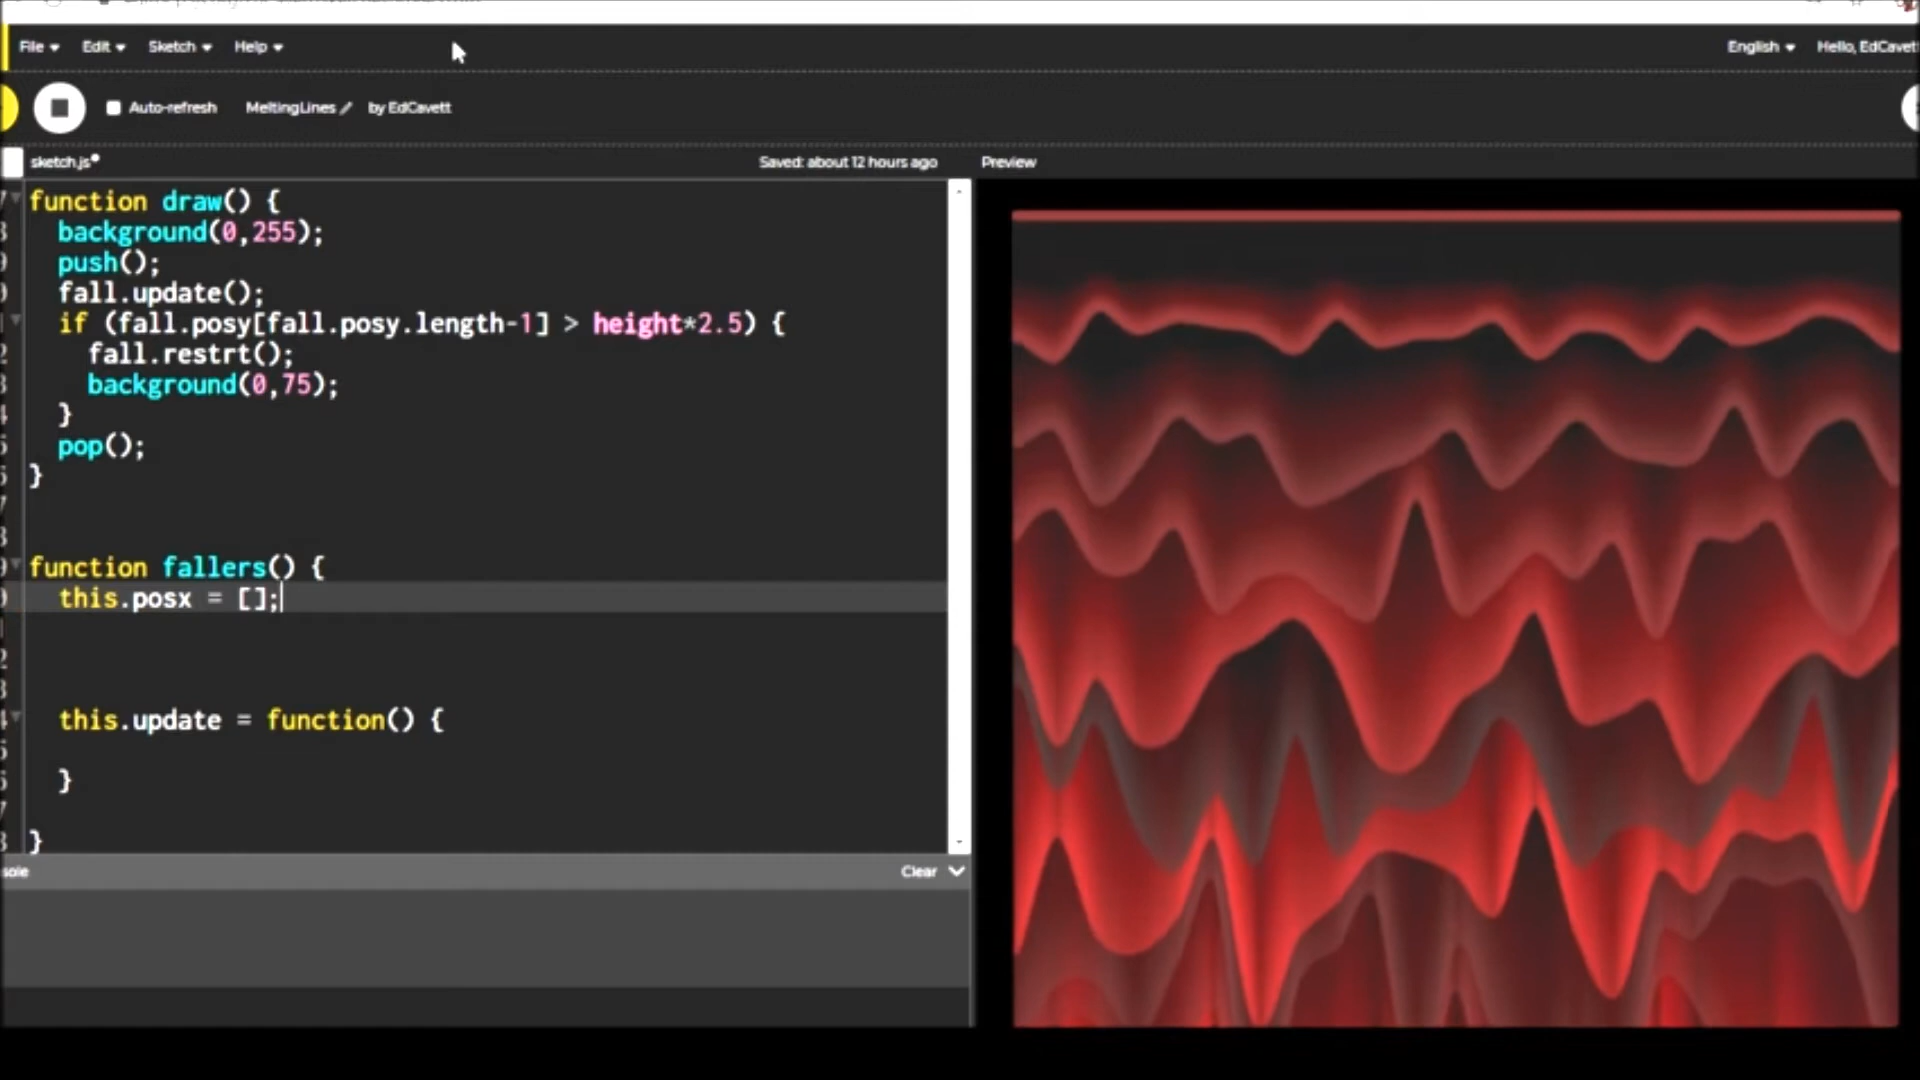 File Edit Sketch Help English Hello, EdCavett
Auto-refresh MeltingLines by EdCavett
sketch.js Saved: about 12 hours ago Preview
function draw() {
background(0,255);
push();
fall.update();
if (fall.posy[fall.posy.length-1] > height*2.5) {
fall.restrt();
background(0,75);
}
pop();
}
function fallers() {
this.posx = [];
this.update = function() {
}
}
Clear